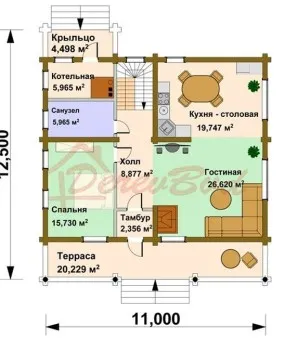 Крыльцо
4,498 м²
Котельная
5,965 м²
Санузел
5,965 м²
Кухня - столовая
19,747 м²
Холл
8,877 м²
Гостиная
26,620 м²
Спальня
15,730 м²
Тамбур
2,356 м²
Терраса
20,229 м²
12,500
11,000